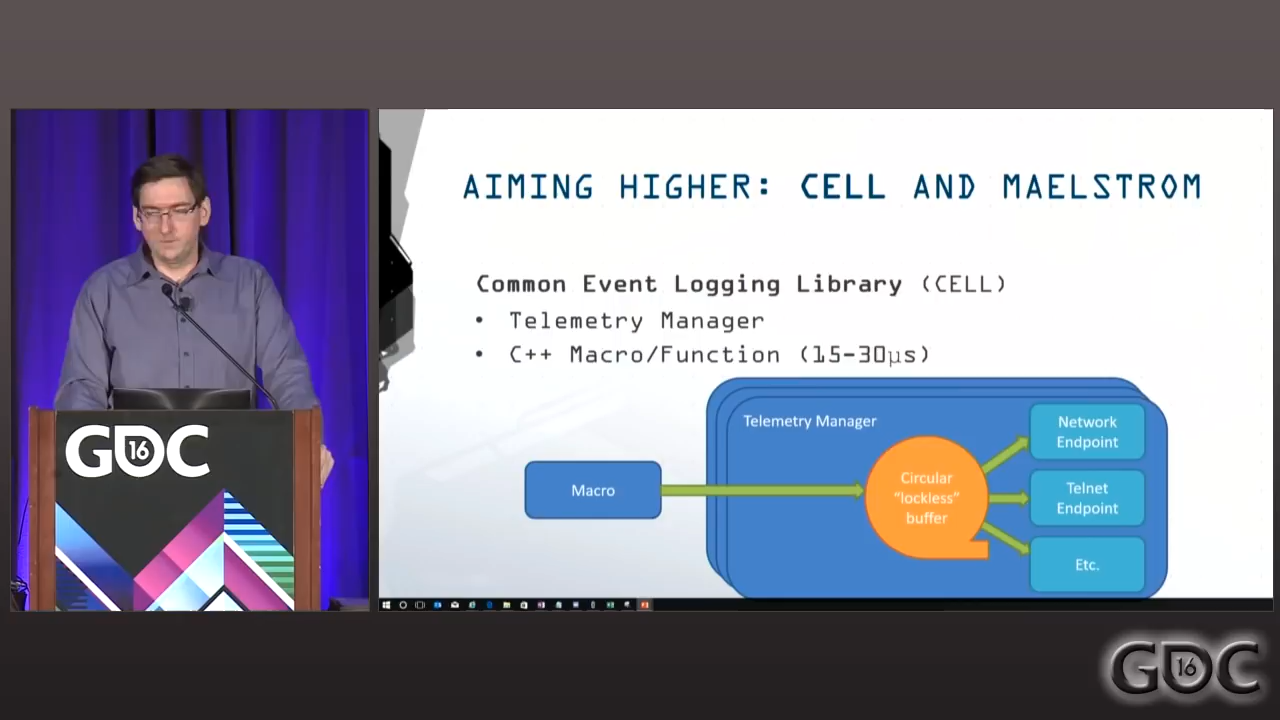 AIMING HIGHER: CELL AND MAELSTROM
Common Event Logging Library (CELL)
• Telemetry Manager
• C++ Macro/Function (15-30µs)
Macro
Telemetry Manager
Circular
"lockless"
buffer
Network
Endpoint
Telnet
Endpoint
Etc.
GDC
16
GDC
16